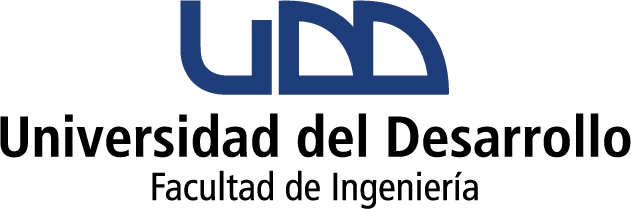 UDD
Universidad del Desarrollo
Facultad de Ingeniería